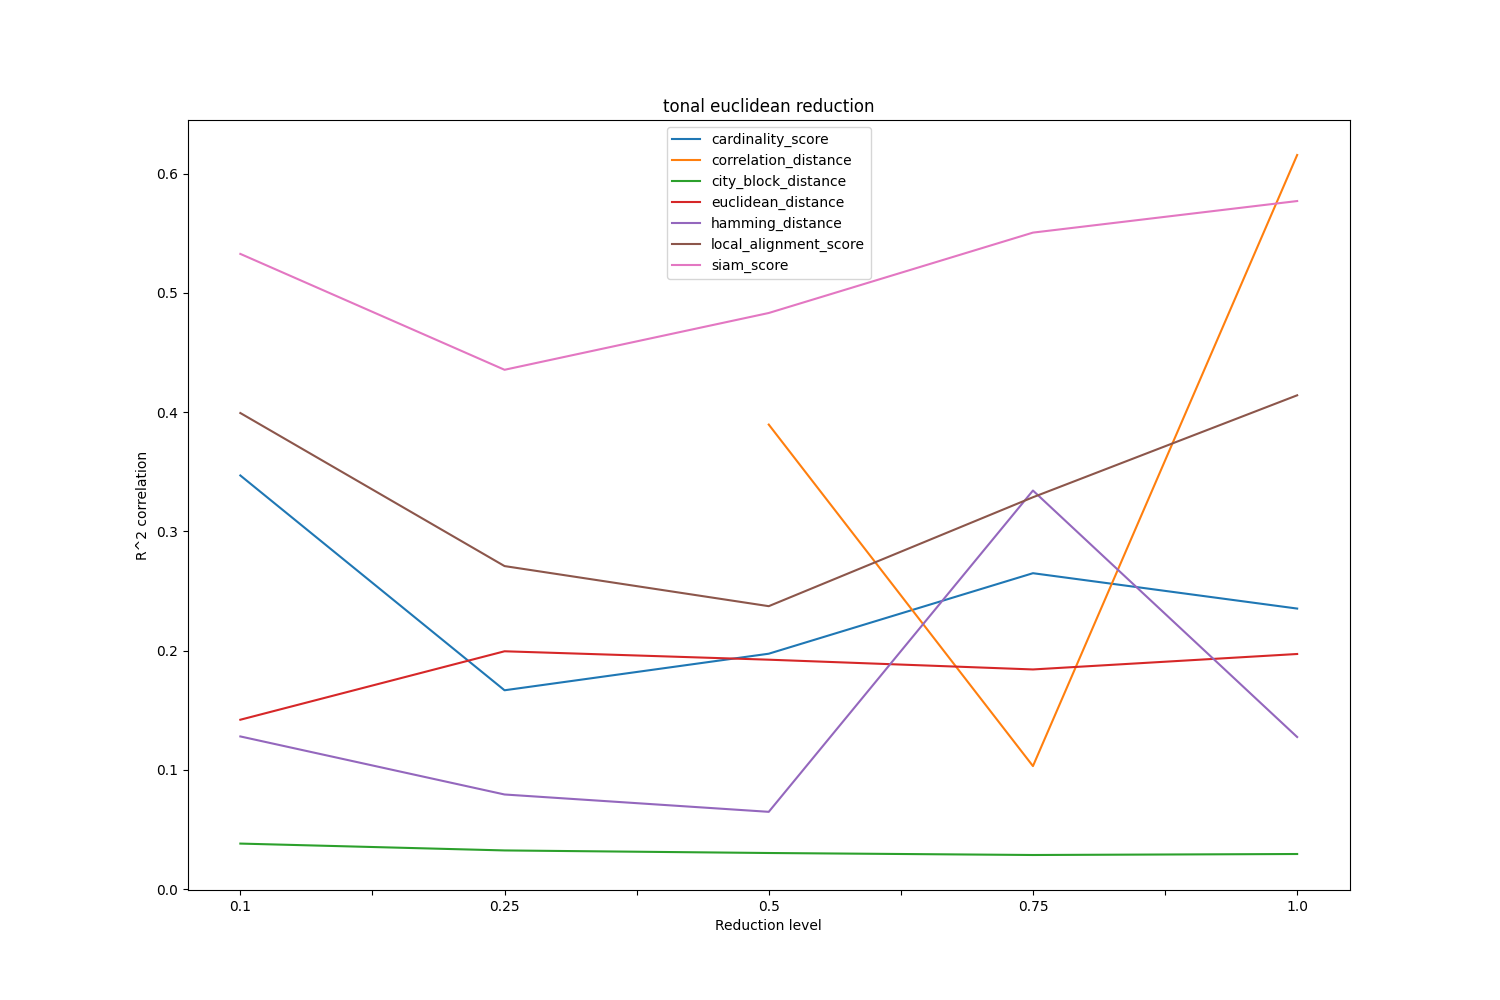 tonal euclidean reduction
cardinality_score
correlation_distance
city_block_distance
euclidean_distance
hamming_distance
local_alignment_score
siam_score
0.6
0.5
0.4
0.3
0.2
0.1
0.0
R^2 correlation
0.1 0.25 0.5 0.75 1.0
Reduction level